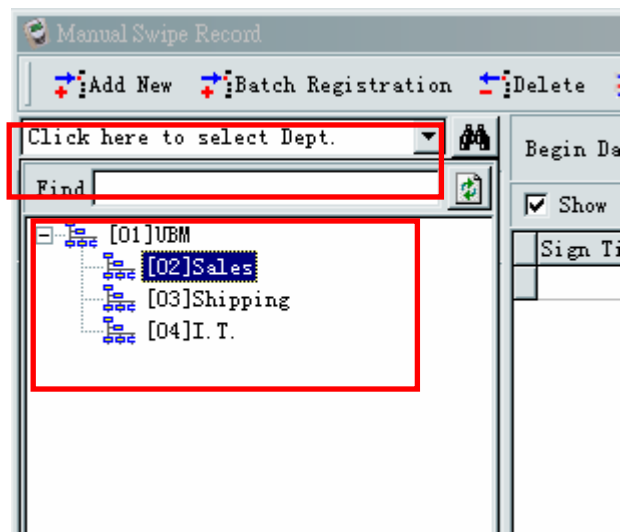 Manual Swipe Record
Add New Batch Registration Delete
Click here to select Dept.
Begin Da
Find
Show
[01]UBM
Sign Ti
[02]Sales
[03]Shipping
[04]I.T.